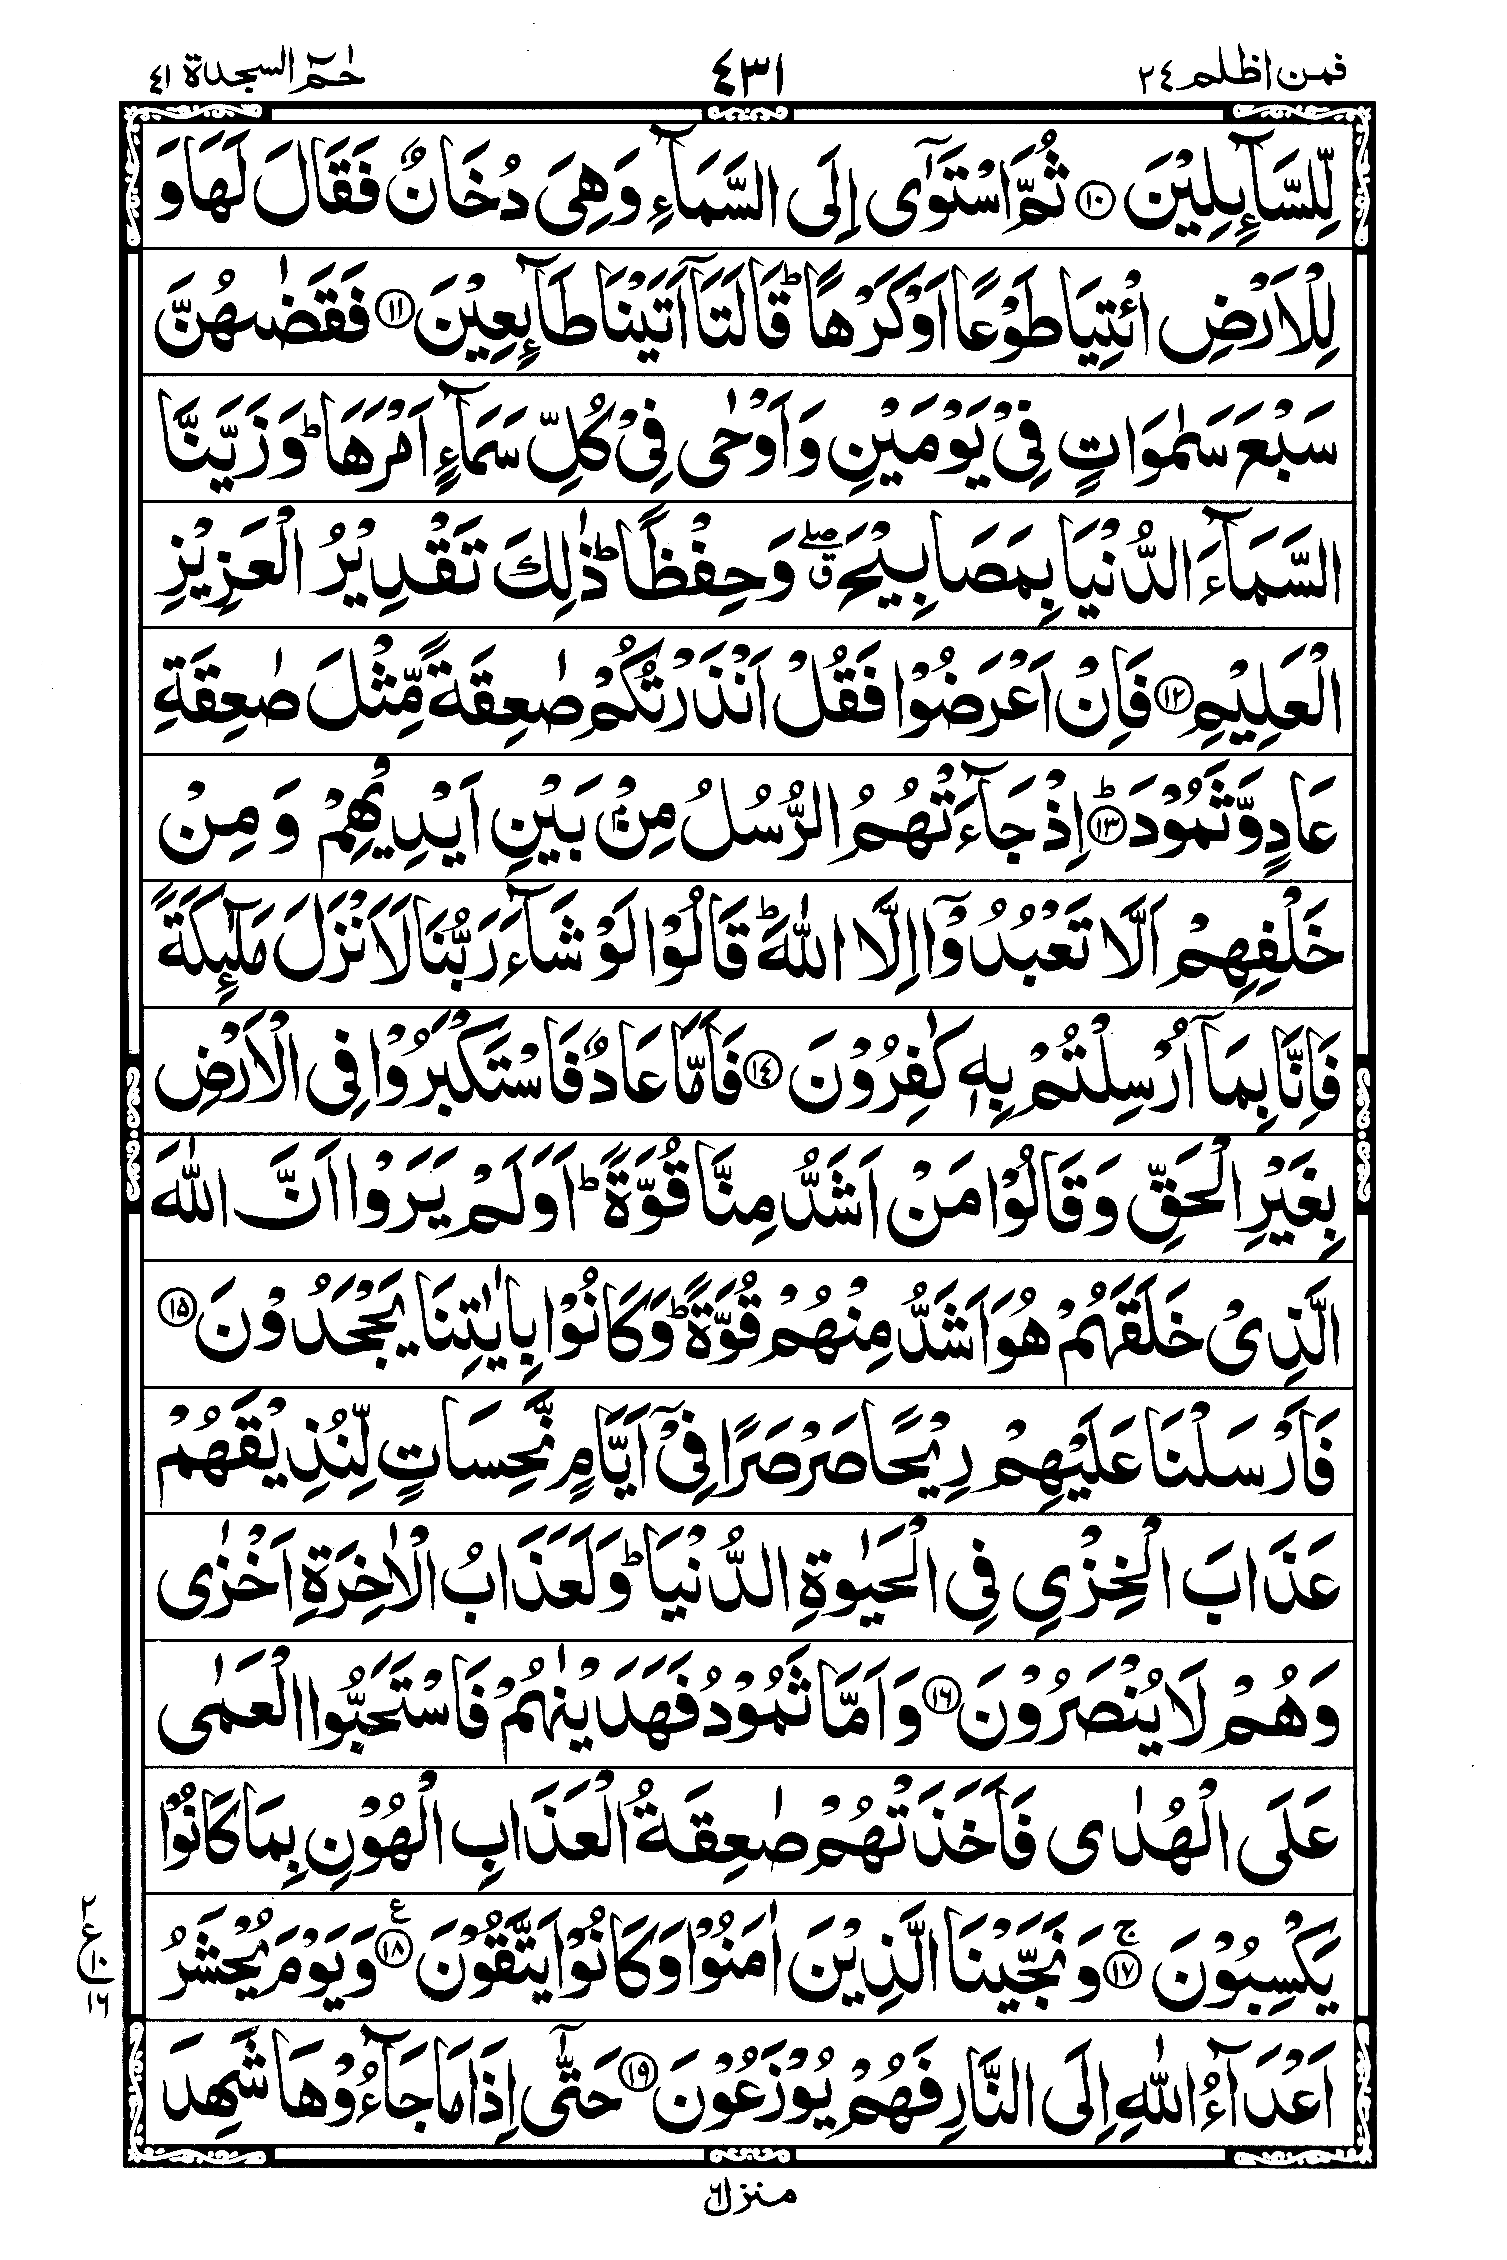 فمن اظلم ٢٤ ٤٣١ حٰمٓ السجدة ٤١
لِّلسَّآىِٕلِیْنَ ۝١٠ ثُمَّ اسْتَوٰۤی اِلَی السَّمَآءِ وَهِیَ دُخَانٌ فَقَالَ لَهَا وَ
لِلْاَرْضِ ائْتِیَا طَوْعًا اَوْ كَرْهًا ؕ قَالَتَاۤ اَتَیْنَا طَآىِٕعِیْنَ ۝١١ فَقَضٰىهُنَّ
سَبْعَ سَمٰوَاتٍ فِیْ یَوْمَیْنِ وَ اَوْحٰی فِیْ كُلِّ سَمَآءٍ اَمْرَهَا ؕ وَ زَیَّنَّا
السَّمَآءَ الدُّنْیَا بِمَصَابِیْحَ ۖۗ وَ حِفْظًا ؕ ذٰلِكَ تَقْدِیْرُ الْعَزِیْزِ
الْعَلِیْمِ ۝١٢ فَاِنْ اَعْرَضُوْا فَقُلْ اَنْذَرْتُكُمْ صٰعِقَةً مِّثْلَ صٰعِقَةِ
عَادٍ وَّ ثَمُوْدَ ۝١٣ؕ اِذْ جَآءَتْهُمُ الرُّسُلُ مِنْۢ بَیْنِ اَیْدِیْهِمْ وَ مِنْ
خَلْفِهِمْ اَلَّا تَعْبُدُوْۤا اِلَّا اللّٰهَ ؕ قَالُوْا لَوْ شَآءَ رَبُّنَا لَاَنْزَلَ مَلٰٓىِٕكَةً
فَاِنَّا بِمَاۤ اُرْسِلْتُمْ بِهٖ كٰفِرُوْنَ ۝١٤ فَاَمَّا عَادٌ فَاسْتَكْبَرُوْا فِی الْاَرْضِ
بِغَیْرِ الْحَقِّ وَ قَالُوْا مَنْ اَشَدُّ مِنَّا قُوَّةً ؕ اَوَلَمْ یَرَوْا اَنَّ اللّٰهَ
الَّذِیْ خَلَقَهُمْ هُوَ اَشَدُّ مِنْهُمْ قُوَّةً ؕ وَ كَانُوْا بِاٰیٰتِنَا یَجْحَدُوْنَ ۝١٥
فَاَرْسَلْنَا عَلَیْهِمْ رِیْحًا صَرْصَرًا فِیْۤ اَیَّامٍ نَّحِسَاتٍ لِّنُذِیْقَهُمْ
عَذَابَ الْخِزْیِ فِی الْحَیٰوةِ الدُّنْیَا ؕ وَ لَعَذَابُ الْاٰخِرَةِ اَخْزٰی
وَ هُمْ لَا یُنْصَرُوْنَ ۝١٦ وَ اَمَّا ثَمُوْدُ فَهَدَیْنٰهُمْ فَاسْتَحَبُّوا الْعَمٰی
عَلَی الْهُدٰی فَاَخَذَتْهُمْ صٰعِقَةُ الْعَذَابِ الْهُوْنِ بِمَا كَانُوْا
یَكْسِبُوْنَ ۝١٧ۚ وَ نَجَّیْنَا الَّذِیْنَ اٰمَنُوْا وَ كَانُوْا یَتَّقُوْنَ ۝١٨ ع وَ یَوْمَ یُحْشَرُ
اَعْدَآءُ اللّٰهِ اِلَی النَّارِ فَهُمْ یُوْزَعُوْنَ ۝١٩ حَتّٰۤی اِذَا مَا جَآءُوْهَا شَهِدَ
٢
ع
١٠
١٦
منزل ٦